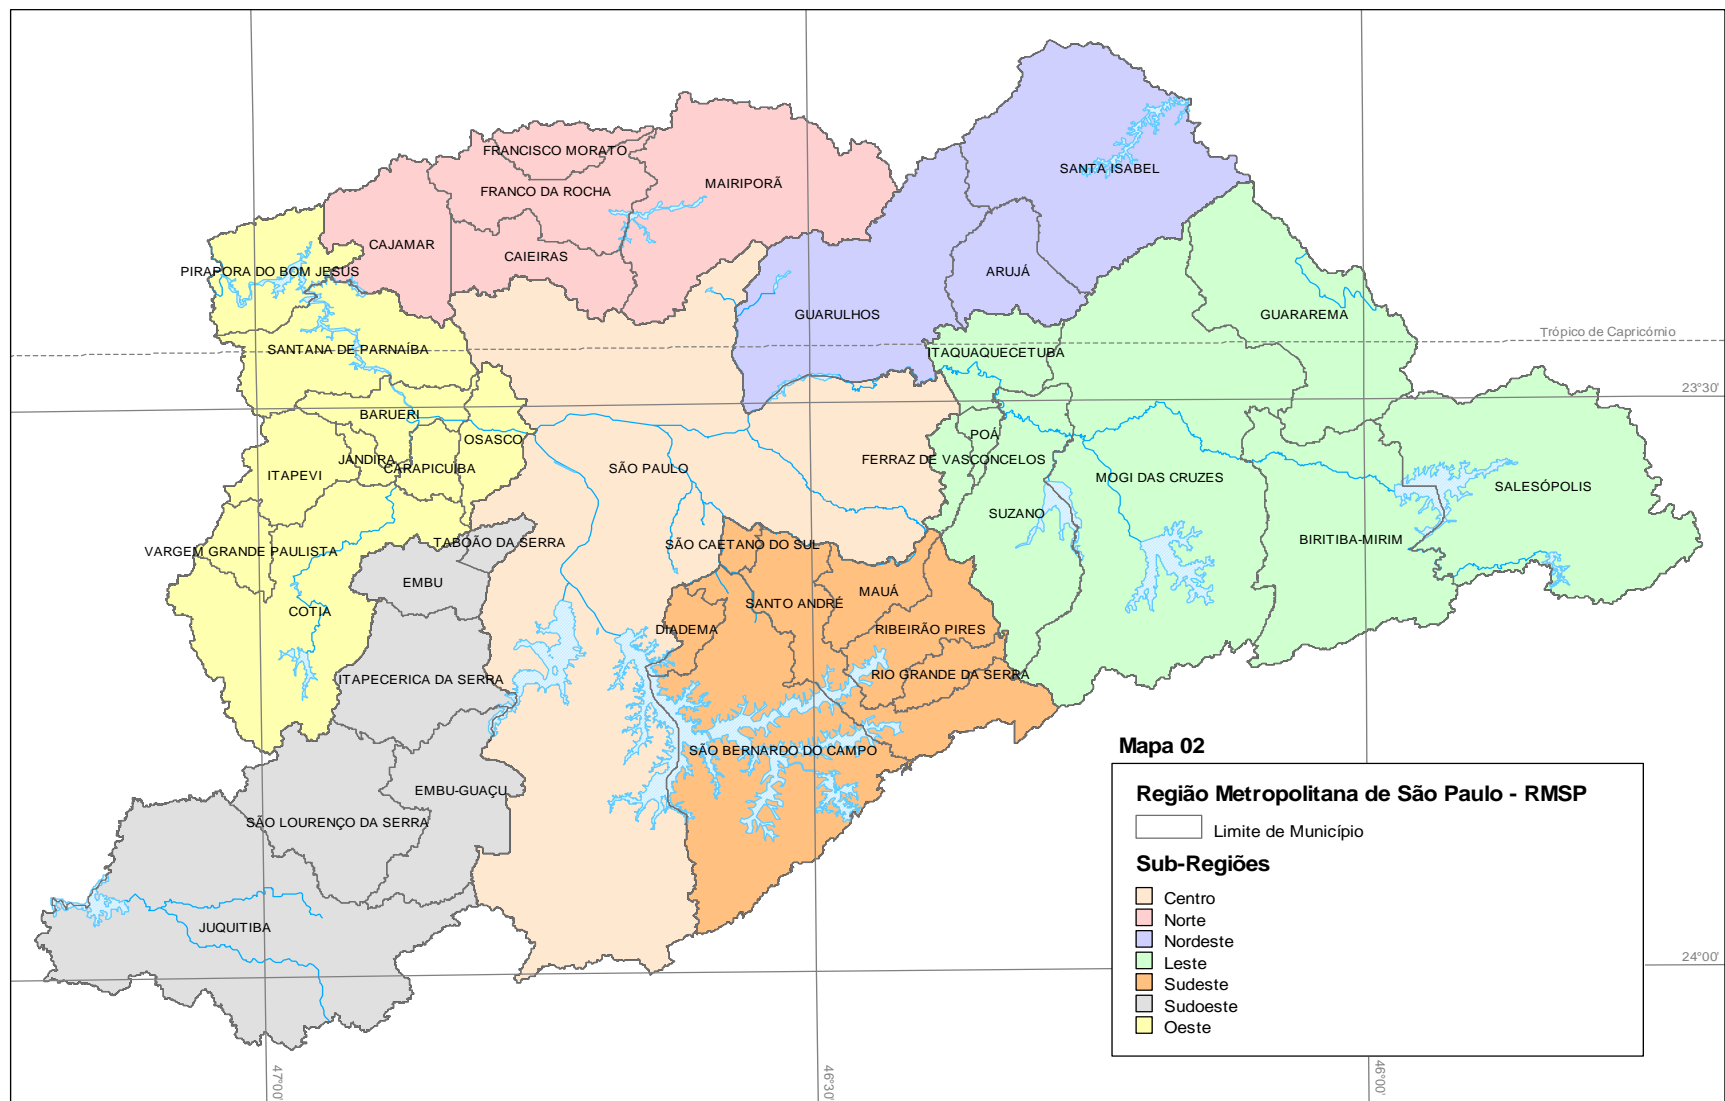 FRANCISCO MORATO
SANTA ISABEL
MAIRIPORÃ
FRANCO DA ROCHA
CAJAMAR
CAIEIRAS
PIRAPORA DO BOM JESUS
ARUJÁ
GUARULHOS
GUARAREMA
Trópico de Capricórnio
SANTANA DE PARNAÍBA
ITAQUAQUECETUBA
23°30'
BARUERI
OSASCO
POÁ
JANDIRA
CARAPICUÍBA
FERRAZ DE VASCONCELOS
ITAPEVI
SÃO PAULO
MOGI DAS CRUZES
SALESÓPOLIS
SUZANO
BIRITIBA-MIRIM
TABOÃO DA SERRA
SÃO CAETANO DO SUL
VARGEM GRANDE PAULISTA
EMBU
MAUÁ
SANTO ANDRÉ
COTIA
DIADEMA
RIBEIRÃO PIRES
ITAPECERICA DA SERRA
RIO GRANDE DA SERRA
SÃO BERNARDO DO CAMPO
EMBU-GUAÇU
SÃO LOURENÇO DA SERRA
JUQUITIBA
Mapa 02
Região Metropolitana de São Paulo - RMSP
Limite de Município
Sub-Regiões
Centro
Norte
Nordeste
Leste
Sudeste
Sudoeste
Oeste
24°00'
47°00'
46°30'
46°00'